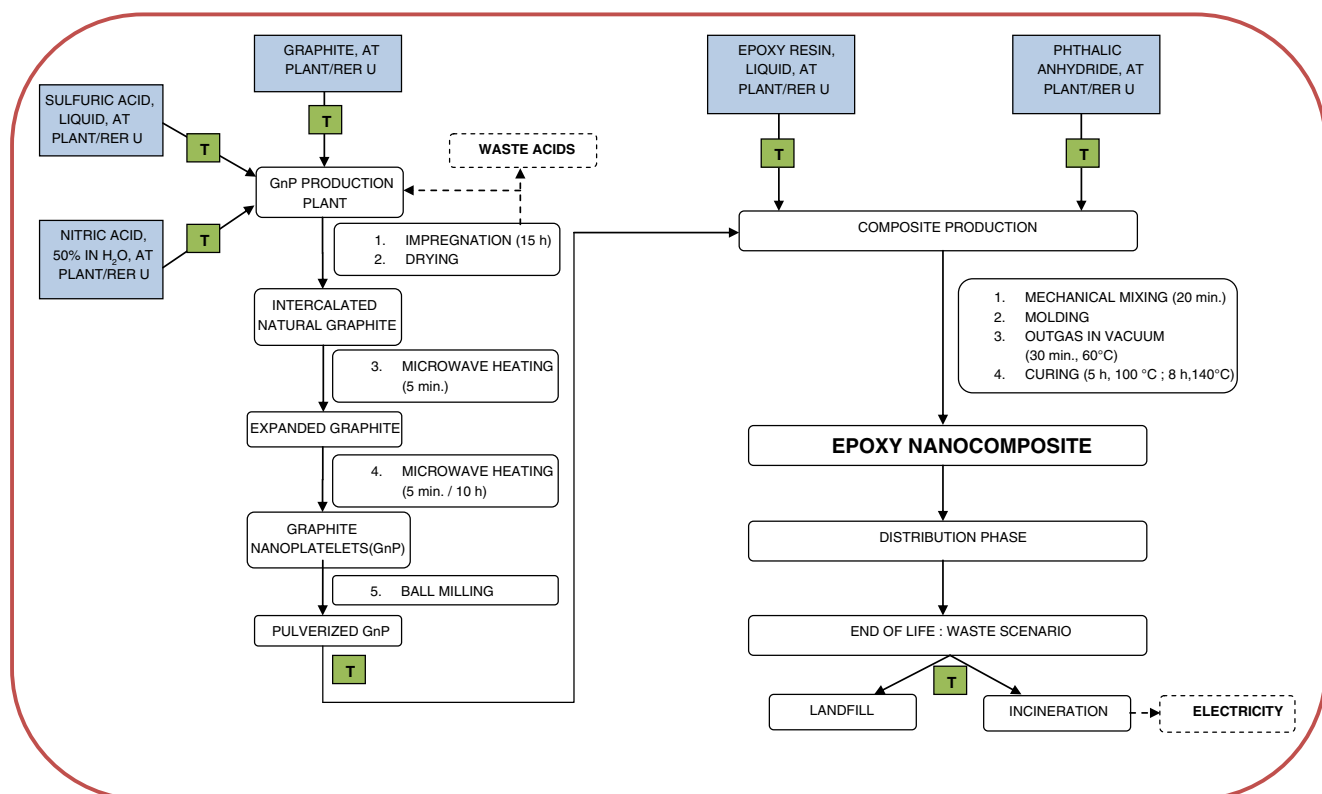 GRAPHITE, AT
PLANT/RER U
SULFURIC ACID,
LIQUID, AT
PLANT/RER U
T
T
NITRIC ACID,
50% IN H₂O, AT
PLANT/RER U
T
GnP PRODUCTION
PLANT
WASTE ACIDS
1. IMPREGNATION (15 h)
2. DRYING
INTERCALATED
NATURAL GRAPHITE
3. MICROWAVE HEATING
(5 min.)
EXPANDED GRAPHITE
4. MICROWAVE HEATING
(5 min. / 10 h)
GRAPHITE
NANOPLATELETS(GnP)
5. BALL MILLING
PULVERIZED GnP
T
EPOXY RESIN,
LIQUID, AT
PLANT/RER U
PHTHALIC
ANHYDRIDE, AT
PLANT/RER U
T
T
COMPOSITE PRODUCTION
1. MECHANICAL MIXING (20 min.)
2. MOLDING
3. OUTGAS IN VACUUM
(30 min., 60°C)
4. CURING (5 h, 100 °C ; 8 h,140°C)
EPOXY NANOCOMPOSITE
DISTRIBUTION PHASE
END OF LIFE : WASTE SCENARIO
T
LANDFILL
INCINERATION
ELECTRICITY